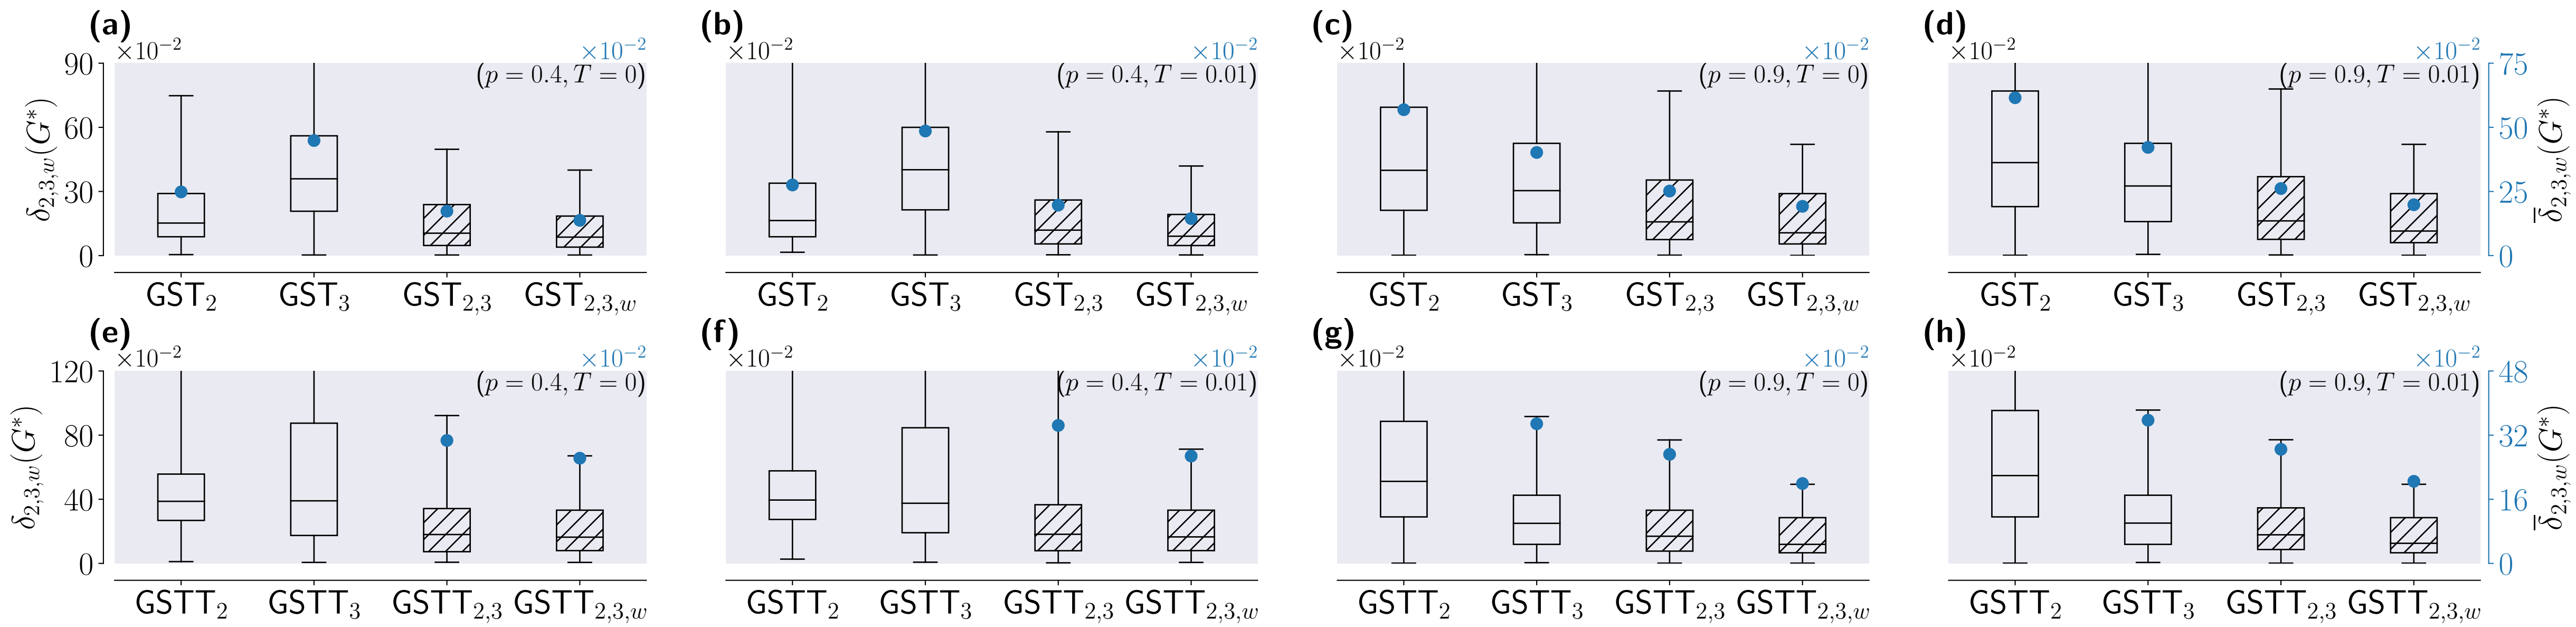 (a) (b) (c) (d)
×10⁻² ×10⁻² ×10⁻² ×10⁻² ×10⁻² ×10⁻² ×10⁻² ×10⁻²
(p = 0.4, T = 0) (p = 0.4, T = 0.01) (p = 0.9, T = 0) (p = 0.9, T = 0.01)
δ₂,₃,w(G*)
90
60
30
0
75
50
25
0
δ̅₂,₃,w(G*)
GST₂ GST₃ GST₂,₃ GST₂,₃,w GST₂ GST₃ GST₂,₃ GST₂,₃,w GST₂ GST₃ GST₂,₃ GST₂,₃,w GST₂ GST₃ GST₂,₃ GST₂,₃,w
(e) (f) (g) (h)
×10⁻² ×10⁻² ×10⁻² ×10⁻² ×10⁻² ×10⁻² ×10⁻² ×10⁻²
(p = 0.4, T = 0) (p = 0.4, T = 0.01) (p = 0.9, T = 0) (p = 0.9, T = 0.01)
δ₂,₃,w(G*)
120
80
40
0
48
32
16
0
δ̅₂,₃,w(G*)
GSTT₂ GSTT₃ GSTT₂,₃ GSTT₂,₃,w GSTT₂ GSTT₃ GSTT₂,₃ GSTT₂,₃,w GSTT₂ GSTT₃ GSTT₂,₃ GSTT₂,₃,w GSTT₂ GSTT₃ GSTT₂,₃ GSTT₂,₃,w